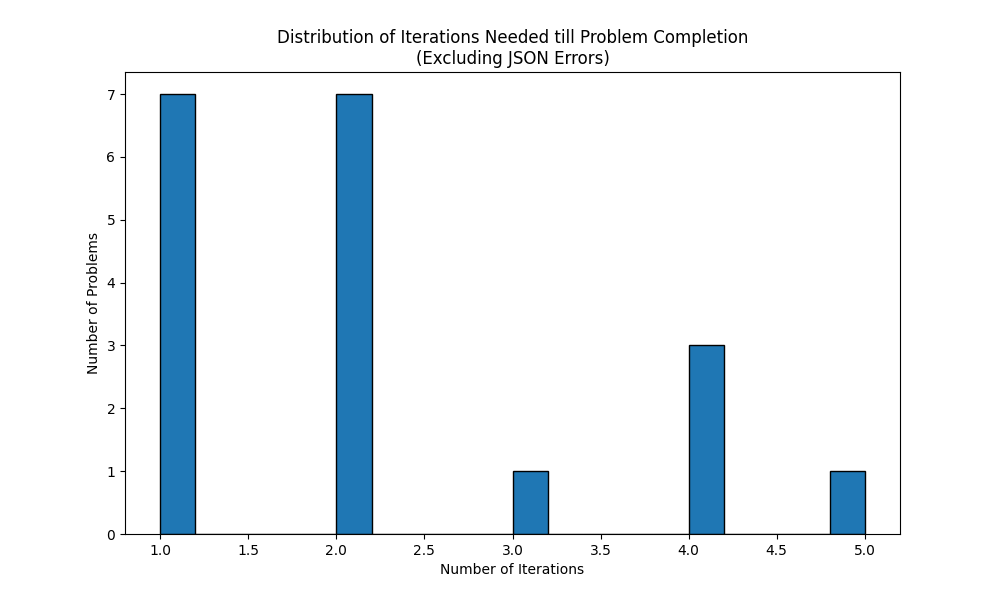 Distribution of Iterations Needed till Problem Completion
(Excluding JSON Errors)
Number of Problems
7
6
5
4
3
2
1
0
1.0 1.5 2.0 2.5 3.0 3.5 4.0 4.5 5.0
Number of Iterations